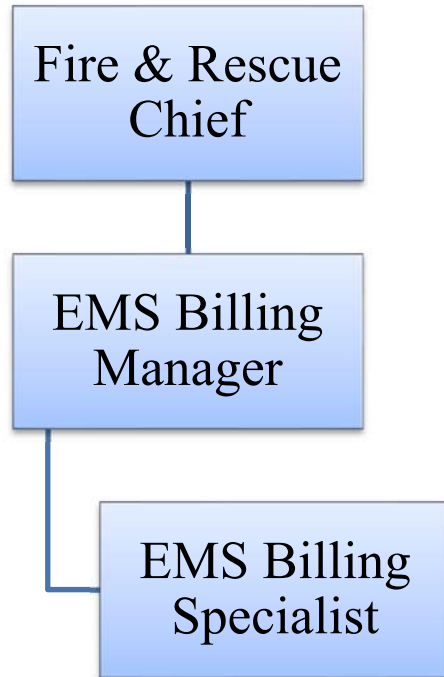 Fire & Rescue
Chief
EMS Billing
Manager
EMS Billing
Specialist